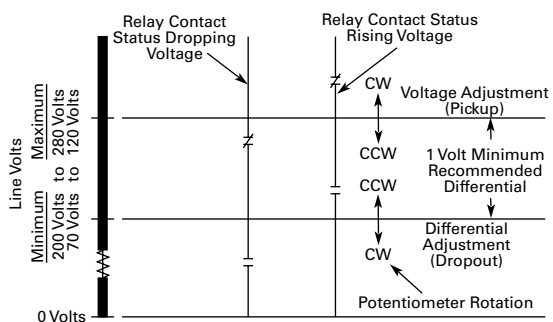 Relay Contact
Status Dropping
Voltage
Relay Contact Status
Rising Voltage
CW
Voltage Adjustment
(Pickup)
CCW
1 Volt Minimum
Recommended
Differential
CCW
Differential
Adjustment
(Dropout)
CW
Potentiometer Rotation
Line Volts
Minimum to Maximum
200 Volts to 280 Volts
70 Volts to 120 Volts
0 Volts